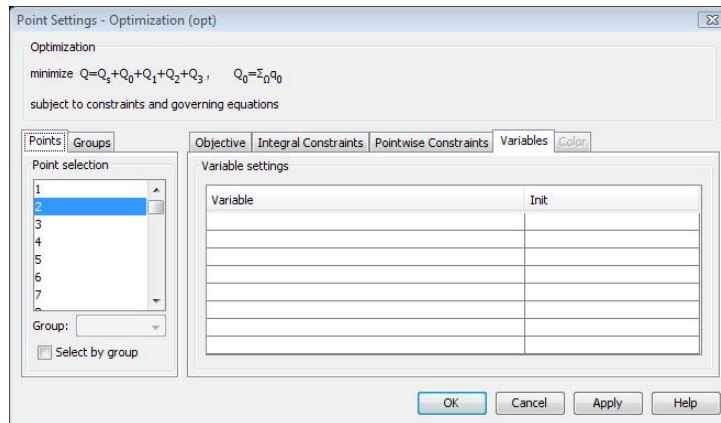 Point Settings - Optimization (opt)
Optimization
minimize Q=Qs+Q0+Q1+Q2+Q3 , Q0=ΣΩq0
subject to constraints and governing equations
Points Groups
Objective Integral Constraints Pointwise Constraints Variables Color
Point selection
Variable settings
1
2
3
4
5
6
7
Variable Init
Group:
Select by group
OK Cancel Apply Help